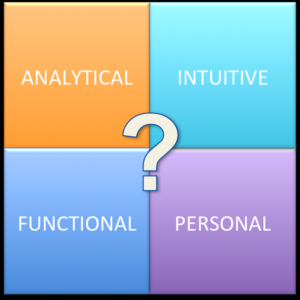 ANALYTICAL INTUITIVE
?
FUNCTIONAL PERSONAL